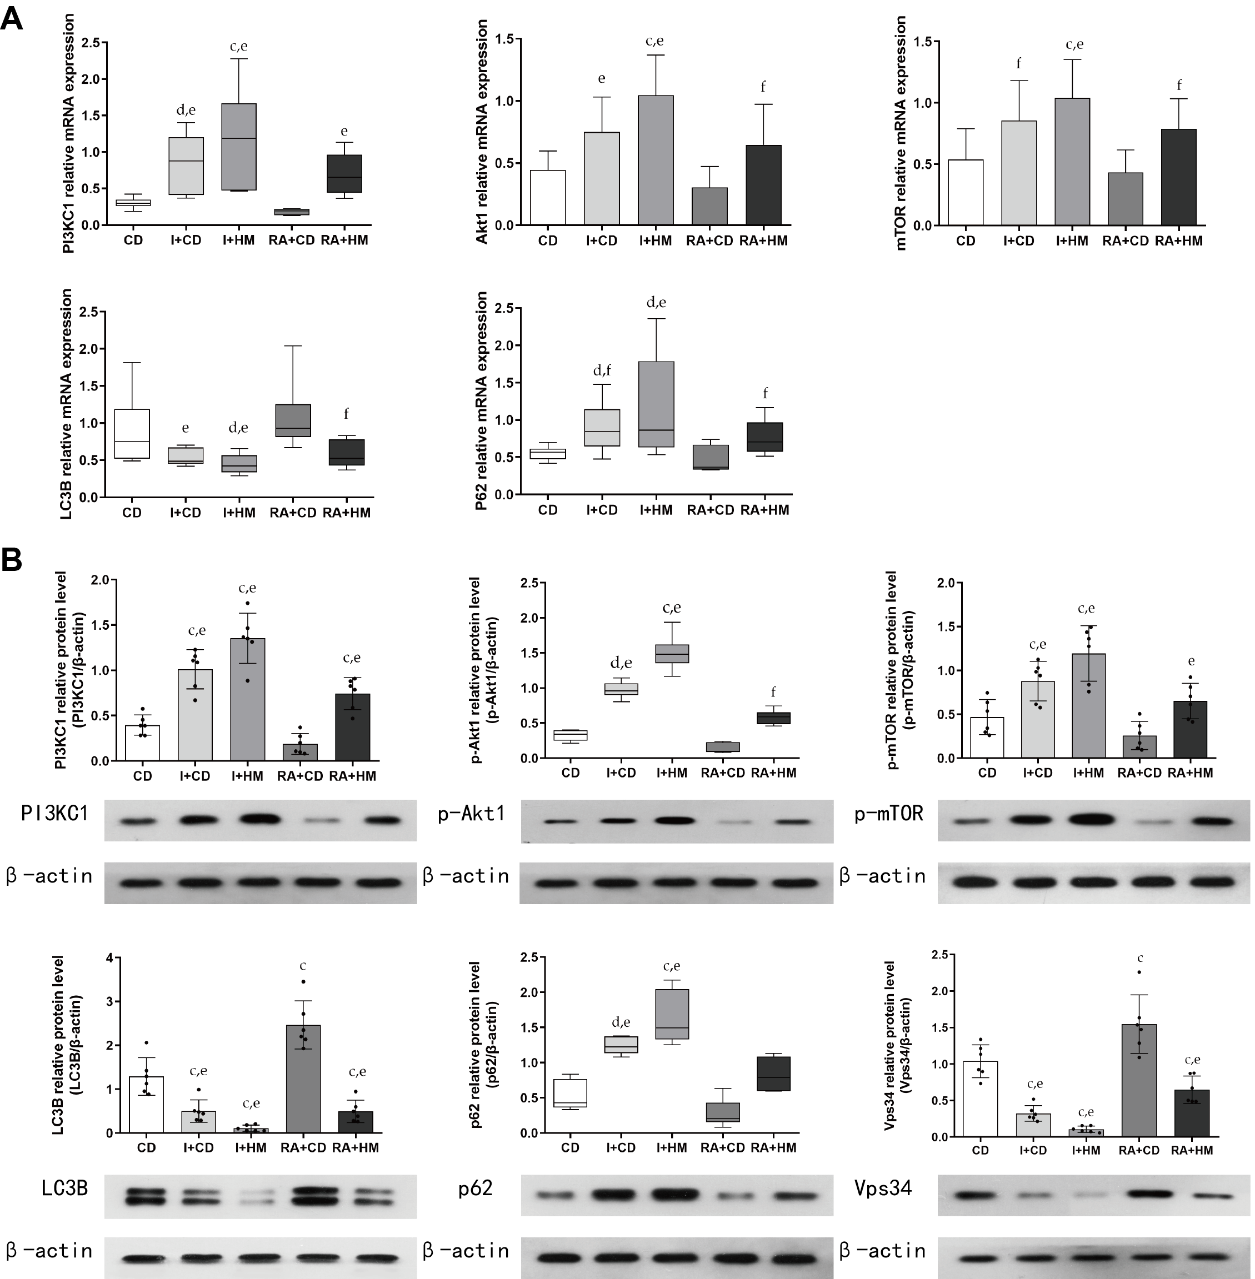 A
PI3KC1 relative mRNA expression
2.5
2.0
1.5
1.0
0.5
0.0
d,e
c,e
e
CD I+CD I+HM RA+CD RA+HM
Akt1 relative mRNA expression
1.5
1.0
0.5
0.0
e
c,e
f
CD I+CD I+HM RA+CD RA+HM
mTOR relative mRNA expression
1.5
1.0
0.5
0.0
f
c,e
f
CD I+CD I+HM RA+CD RA+HM
LC3B relative mRNA expression
2.5
2.0
1.5
1.0
0.5
0.0
e
d,e
f
CD I+CD I+HM RA+CD RA+HM
P62 relative mRNA expression
2.5
2.0
1.5
1.0
0.5
0.0
d,f
d,e
f
CD I+CD I+HM RA+CD RA+HM
B
PI3KC1 relative protein level
(PI3KC1/β-actin)
2.0
1.5
1.0
0.5
0.0
c,e
c,e
c,e
CD I+CD I+HM RA+CD RA+HM
PI3KC1
β-actin
p-Akt1 relative protein level
(p-Akt1/β-actin)
2.5
2.0
1.5
1.0
0.5
0.0
d,e
c,e
f
CD I+CD I+HM RA+CD RA+HM
p-Akt1
β-actin
p-mTOR relative protein level
(p-mTOR/β-actin)
2.0
1.5
1.0
0.5
0.0
c,e
c,e
e
CD I+CD I+HM RA+CD RA+HM
p-mTOR
β-actin
LC3B relative protein level
(LC3B/β-actin)
4
3
2
1
0
c,e
c,e
c
c,e
CD I+CD I+HM RA+CD RA+HM
LC3B
β-actin
p62 relative protein level
(p62/β-actin)
2.5
2.0
1.5
1.0
0.5
0.0
d,e
c,e
CD I+CD I+HM RA+CD RA+HM
p62
β-actin
Vps34 relative protein level
(Vps34/β-actin)
2.5
2.0
1.5
1.0
0.5
0.0
c,e
c,e
c
c,e
CD I+CD I+HM RA+CD RA+HM
Vps34
β-actin